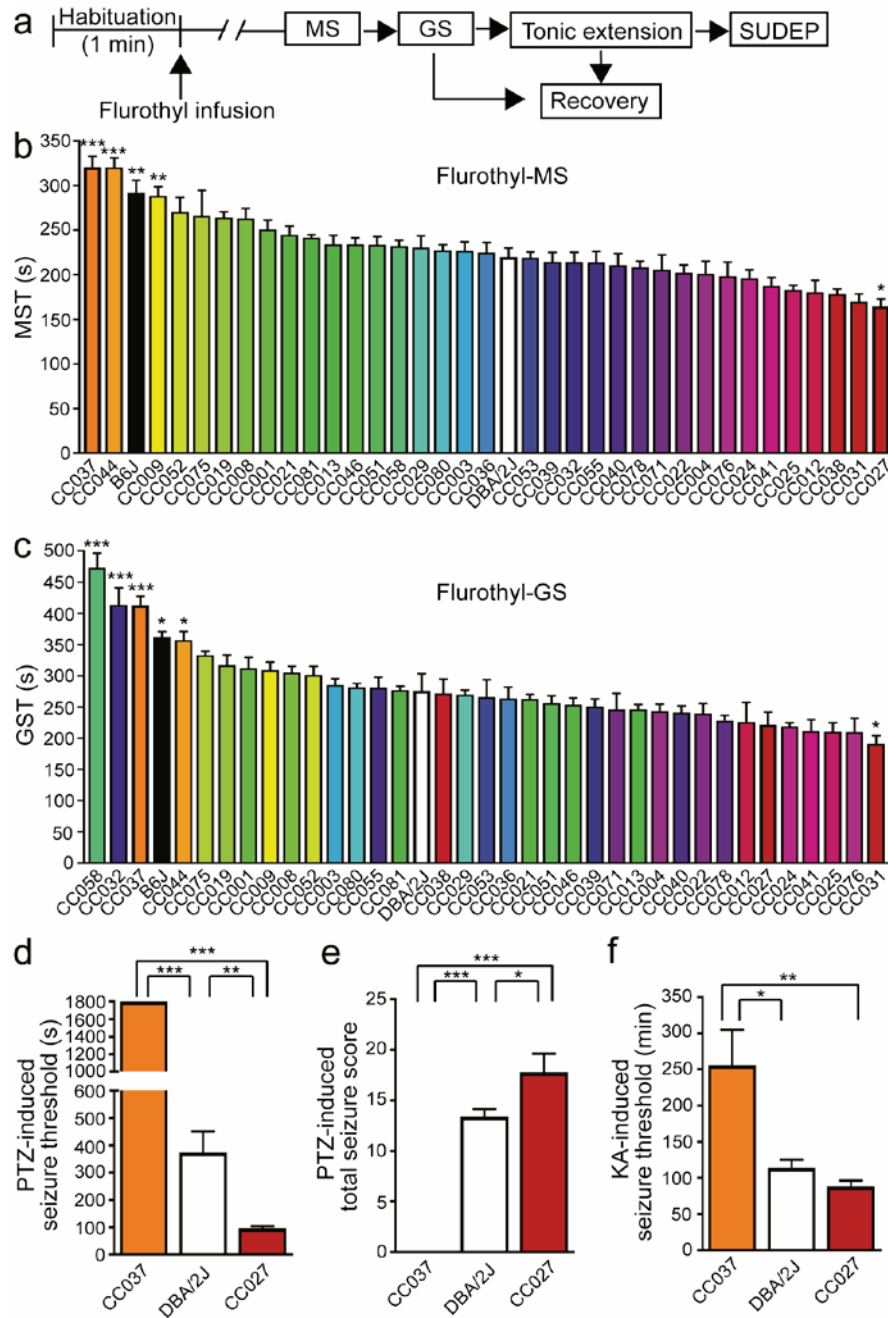 a
Habituation
(1 min)
Flurothyl infusion
MS
GS
Tonic extension
SUDEP
Recovery
b
Flurothyl-MS
MST (s)
350
300
250
200
150
100
50
0
*** *** ** ** *
CC037 CC044 B6J CC009 CC052 CC075 CC019 CC008 CC001 CC021 CC081 CC013 CC046 CC051 CC058 CC029 CC080 CC003 CC036 DBA/2J CC053 CC039 CC032 CC055 CC040 CC078 CC071 CC022 CC004 CC076 CC024 CC041 CC025 CC012 CC038 CC031 CC027
c
Flurothyl-GS
GST (s)
500
450
400
350
300
250
200
150
100
50
0
*** *** *** * * *
CC058 CC032 CC037 B6J CC044 CC075 CC019 CC001 CC009 CC008 CC052 CC003 CC080 CC055 CC081 DBA/2J CC038 CC029 CC053 CC036 CC021 CC051 CC046 CC039 CC071 CC013 CC004 CC040 CC022 CC078 CC012 CC027 CC024 CC041 CC025 CC076 CC031
d
***
*** **
PTZ-induced
seizure threshold (s)
1800
1600
1400
1200
1000
600
400
300
200
100
0
CC037 DBA/2J CC027
e
***
*** *
PTZ-induced
total seizure score
25
20
15
10
5
0
CC037 DBA/2J CC027
f
**
*
KA-induced
seizure threshold (min)
350
300
250
200
150
100
50
0
CC037 DBA/2J CC027